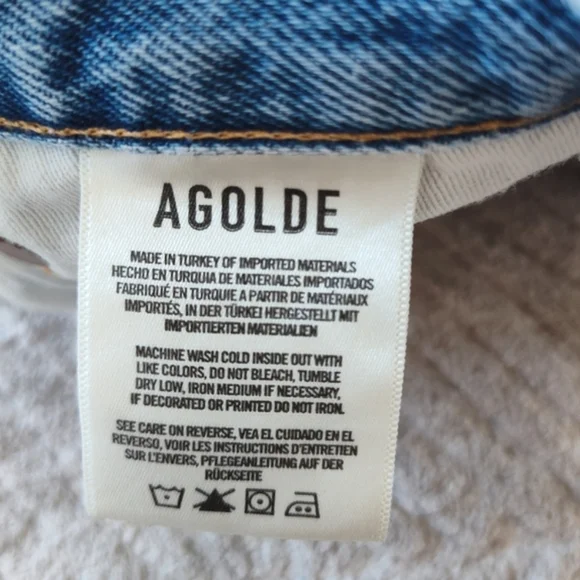 AGOLDE
MADE IN TURKEY OF IMPORTED MATERIALS
HECHO EN TURQUIA DE MATERIALES IMPORTADOS
FABRIQUÉ EN TURQUIE A PARTIR DE MATÉRIAUX
IMPORTÉS, IN DER TÜRKEI HERGESTELLT MIT
IMPORTIERTEN MATERIALIEN
MACHINE WASH COLD INSIDE OUT WITH
LIKE COLORS, DO NOT BLEACH, TUMBLE
DRY LOW, IRON MEDIUM IF NECESSARY,
IF DECORATED OR PRINTED DO NOT IRON.
SEE CARE ON REVERSE, VEA EL CUIDADO EN EL
REVERSO, VOIR LES INSTRUCTIONS D'ENTRETIEN
SUR L'ENVERS, PFLEGEANLEITUNG AUF DER
RÜCKSEITE